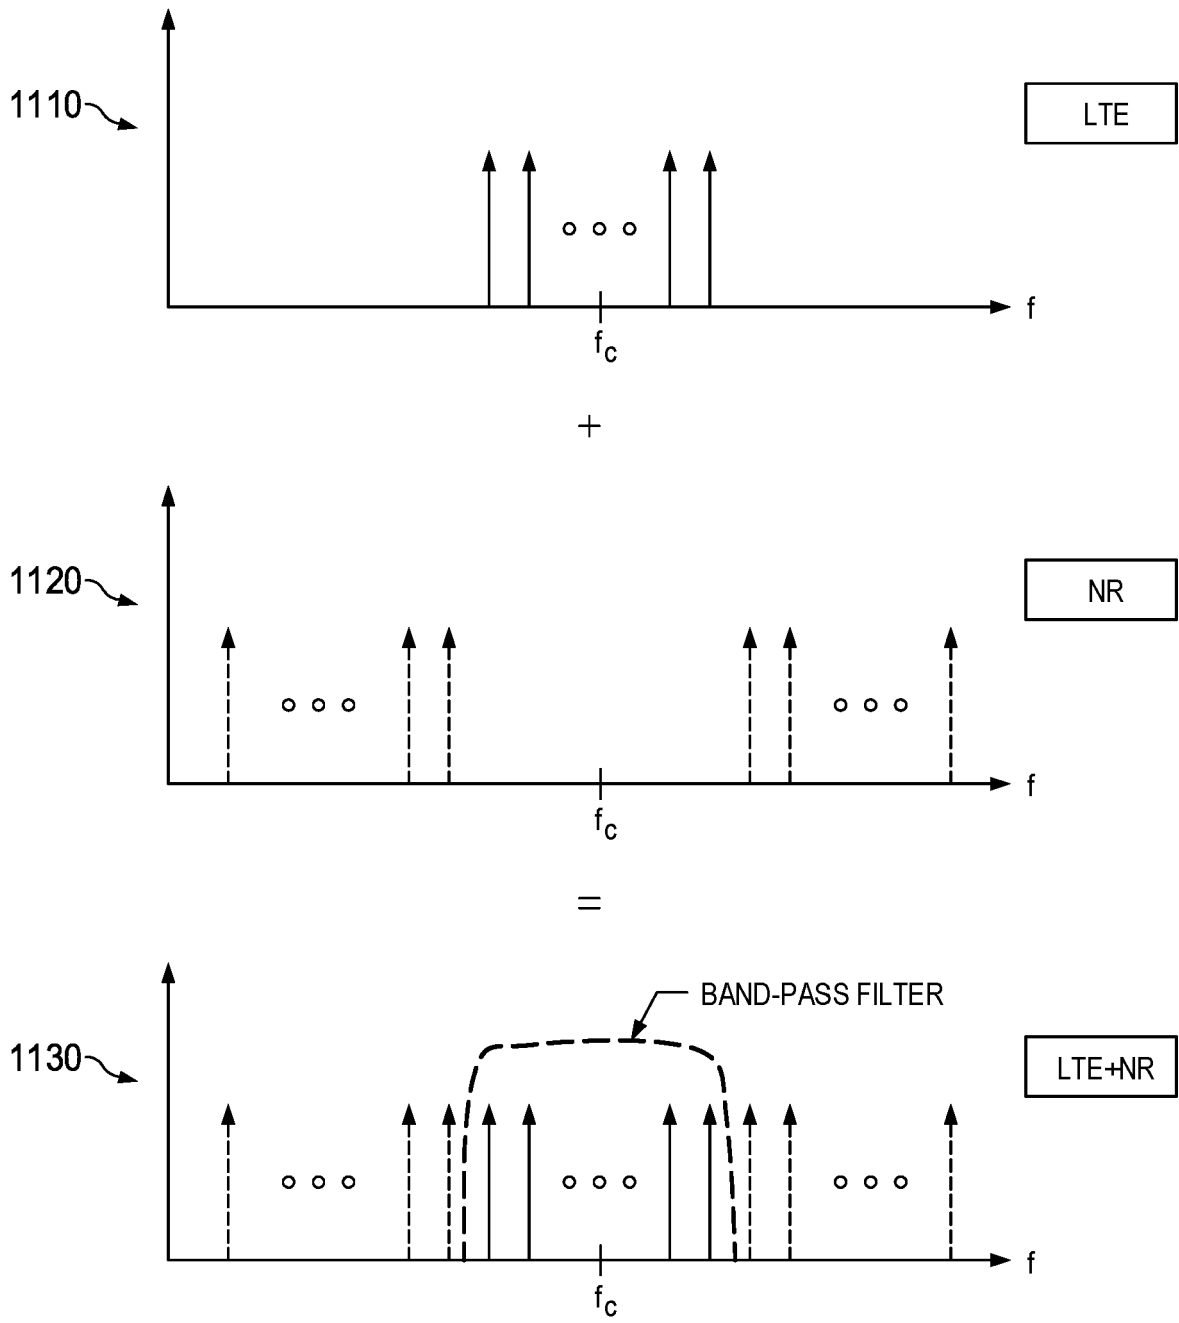 1110
LTE
f
fc
+
1120
NR
f
fc
=
BAND-PASS FILTER
1130
LTE+NR
f
fc